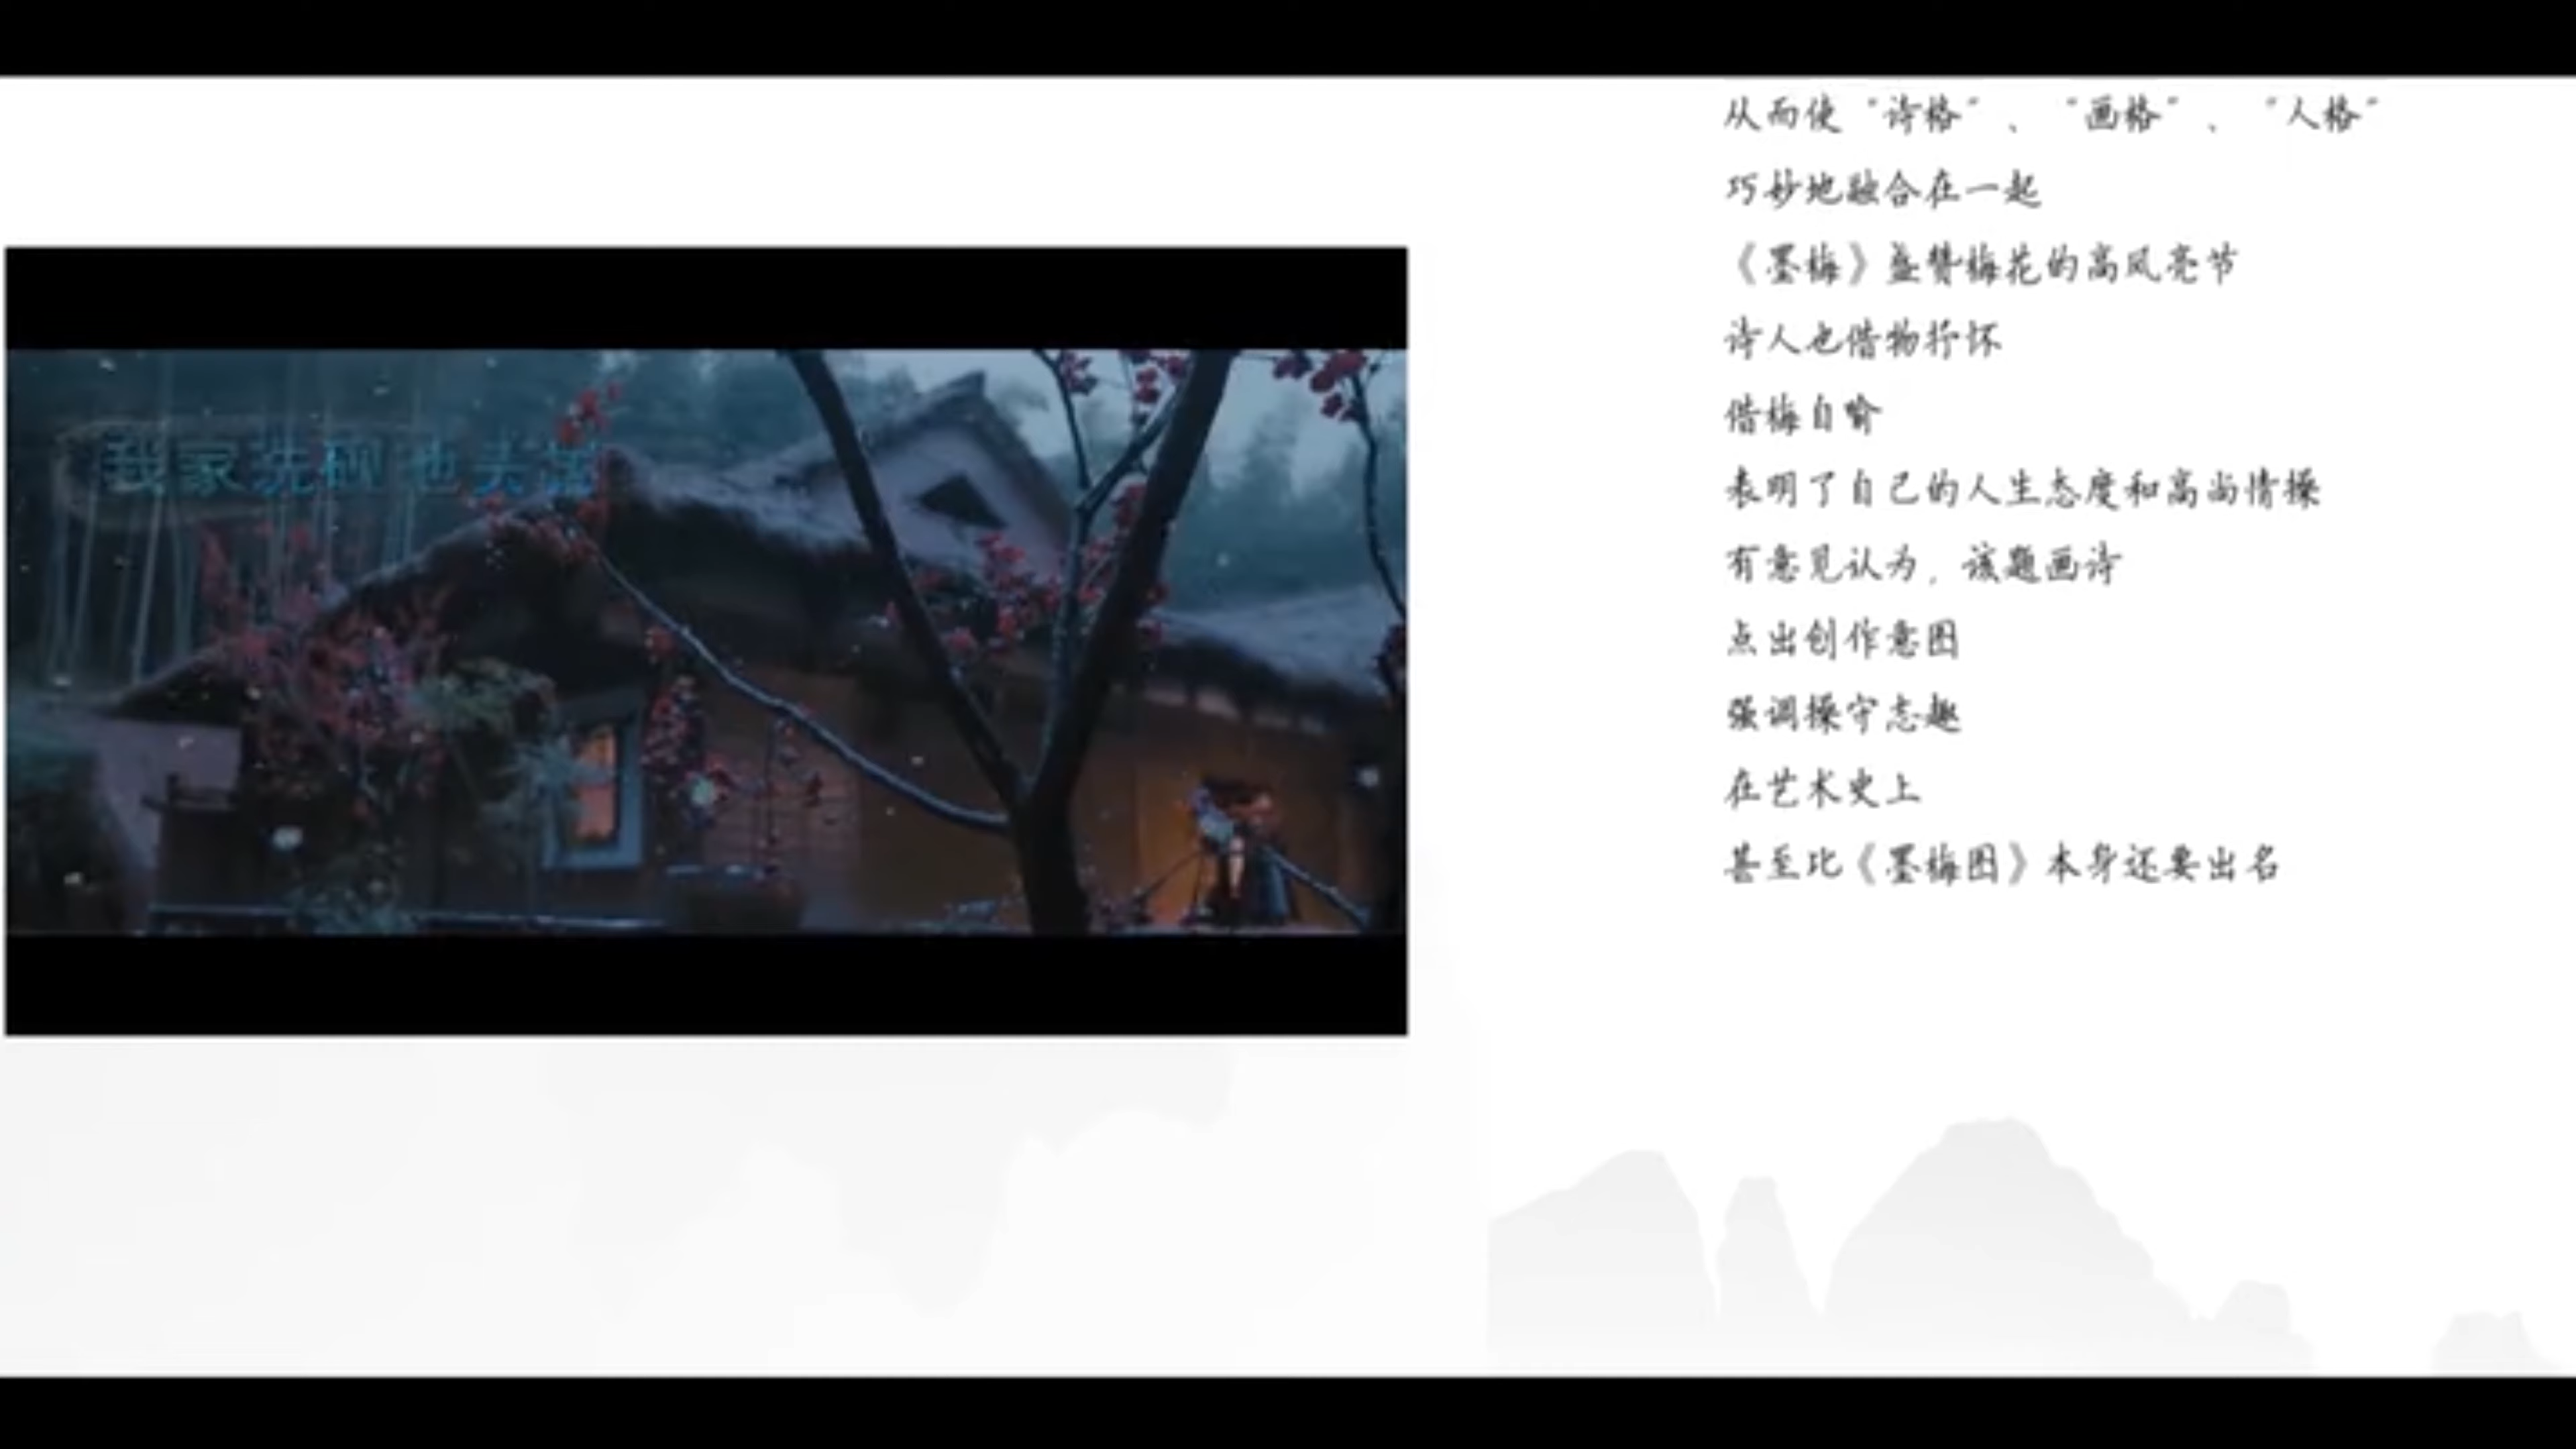 我家洗砚池头树
从而使“诗格”、“画格”、“人格”
巧妙地融合在一起
《墨梅》盛赞梅花的高风亮节
诗人也借物抒怀
借梅自喻
表明了自己的人生态度和高尚情操
有意见认为，该题画诗
点出创作意图
强调操守志趣
在艺术史上
甚至比《墨梅图》本身还要出名